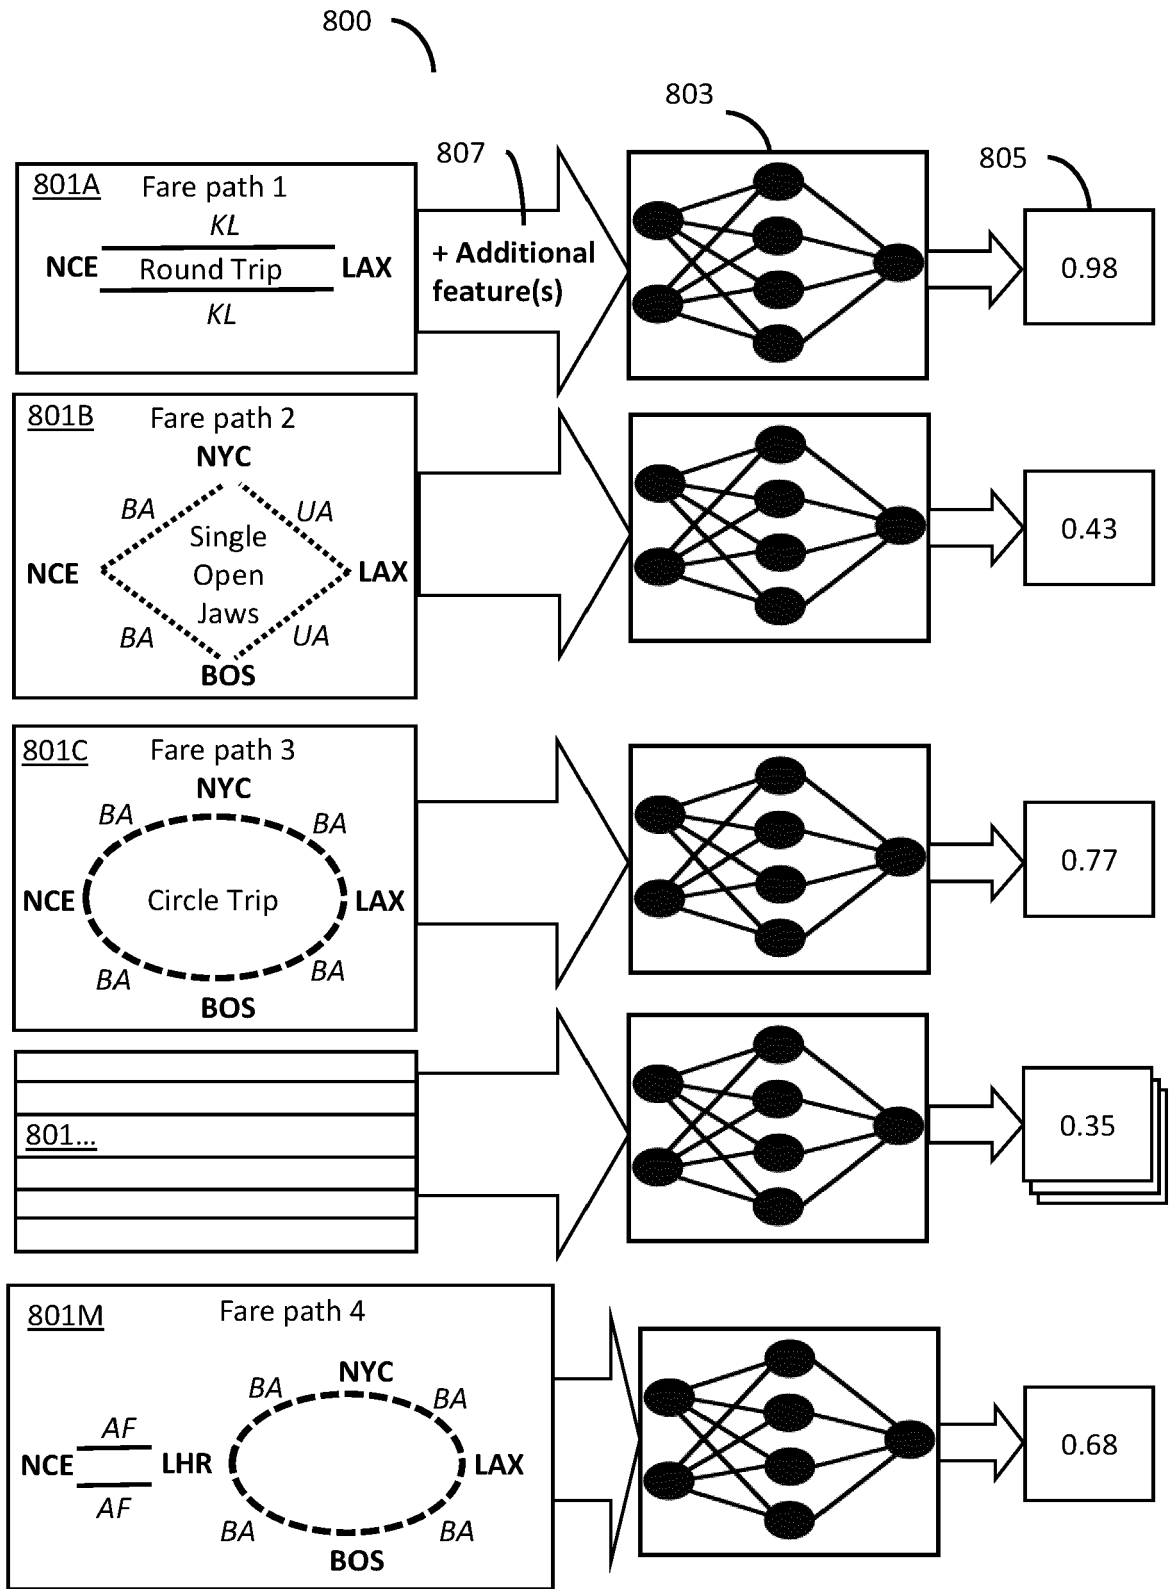 800
803
807
805
801A Fare path 1
KL
NCE Round Trip LAX
KL
+ Additional
feature(s)
0.98
801B Fare path 2
NYC
BA UA
Single
NCE Open LAX
Jaws
BA UA
BOS
0.43
801C Fare path 3
NYC
BA BA
NCE Circle Trip LAX
BA BA
BOS
0.77
801...
0.35
801M Fare path 4
NYC
BA BA
AF
NCE LHR LAX
AF
BA BA
BOS
0.68